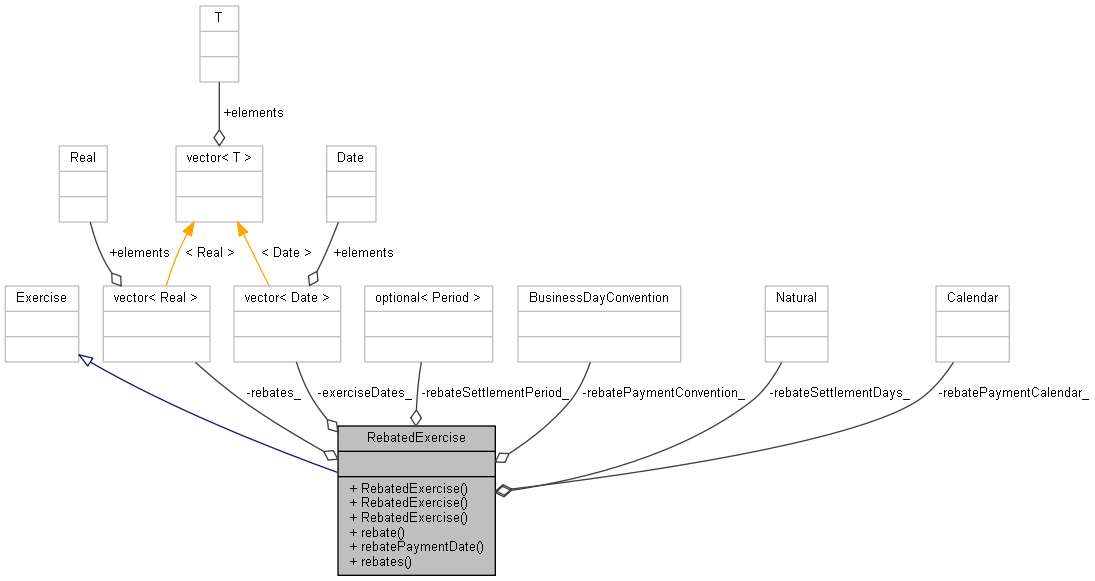 T
+elements
Real
vector< T >
Date
+elements
< Real >
< Date >
+elements
Exercise
vector< Real >
vector< Date >
optional< Period >
BusinessDayConvention
Natural
Calendar
-rebates_
-exerciseDates_
-rebateSettlementPeriod_
-rebatePaymentConvention_
-rebateSettlementDays_
-rebatePaymentCalendar_
RebatedExercise
+ RebatedExercise()
+ RebatedExercise()
+ RebatedExercise()
+ rebate()
+ rebatePaymentDate()
+ rebates()